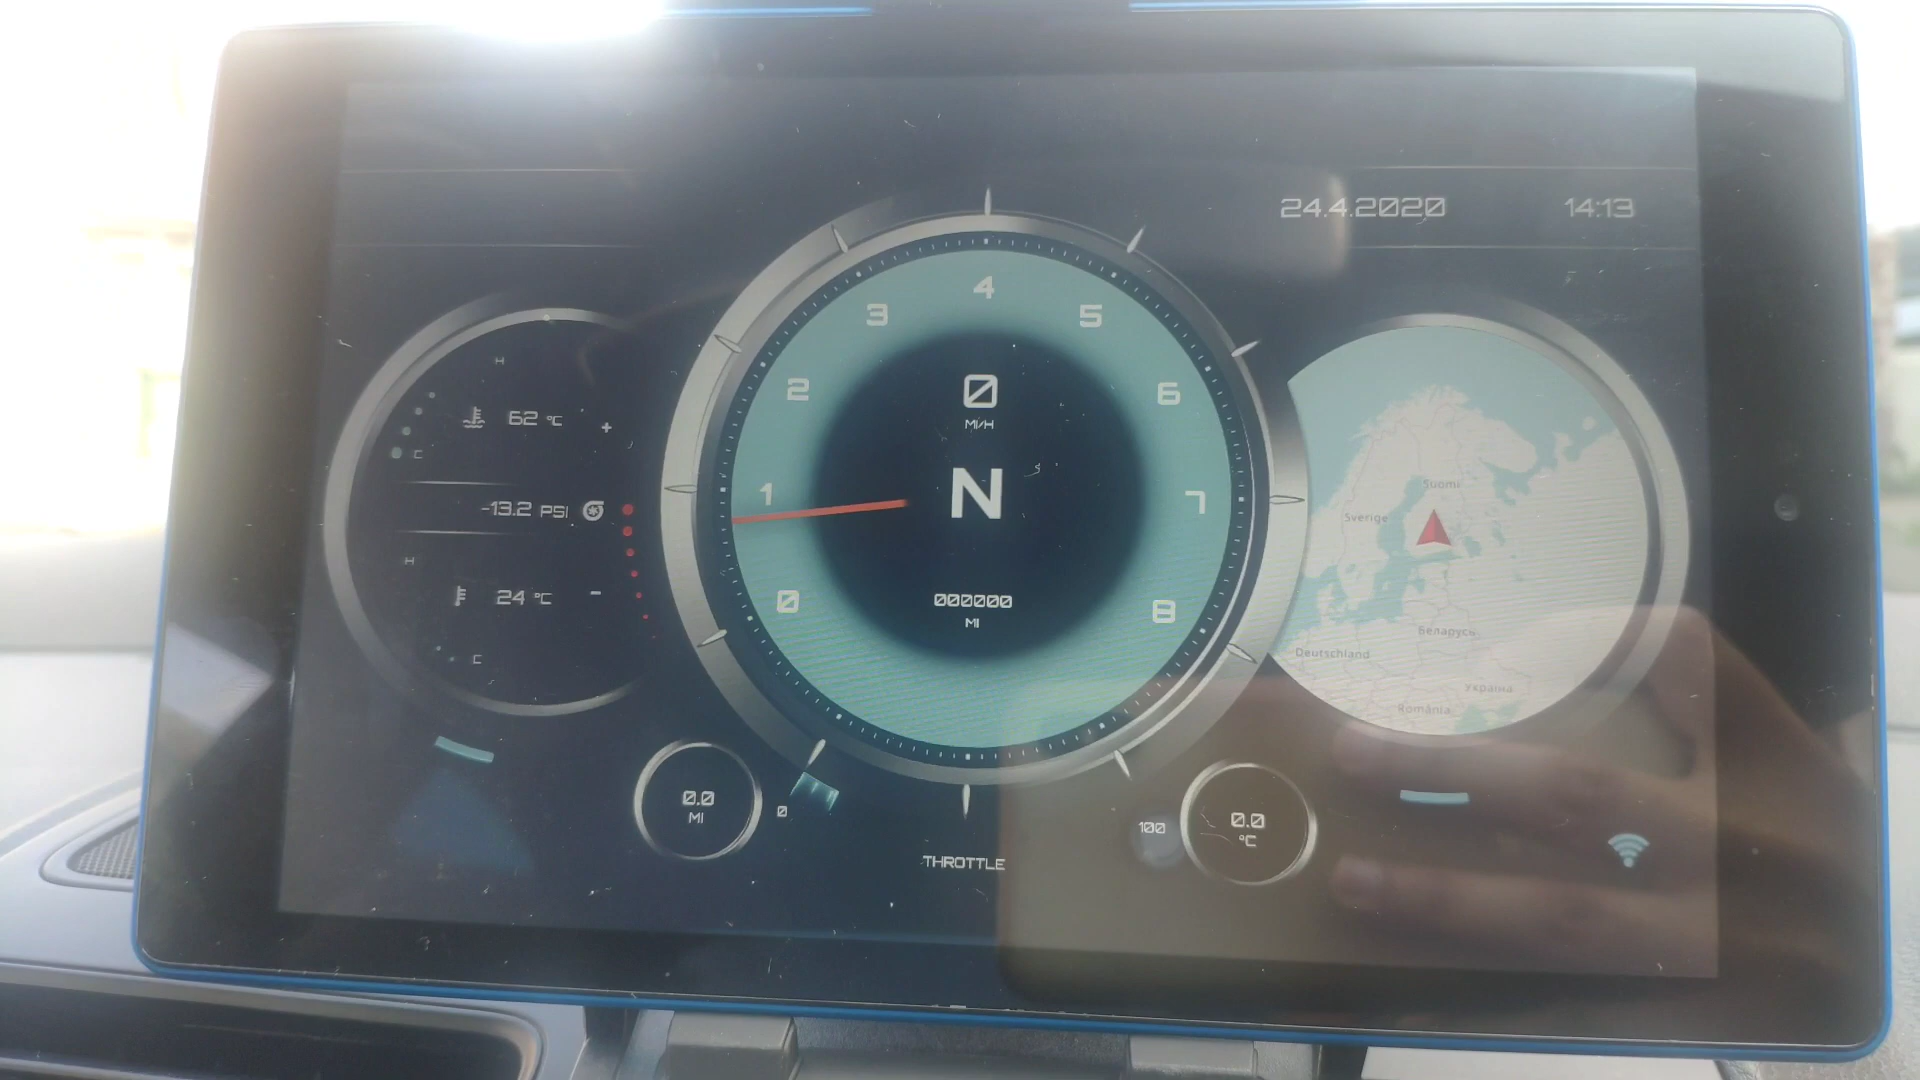 24.4.2020 14:13
H
62 °C
+
C
-13.2 PSI
H
24 °C
-
C
0
1
2
3
4
5
6
7
8
0
MI/H
N
000000
MI
Suomi
Sverige
Беларусь
Deutschland
Україна
România
0.0
MI
0
THROTTLE
100
0.0
°C